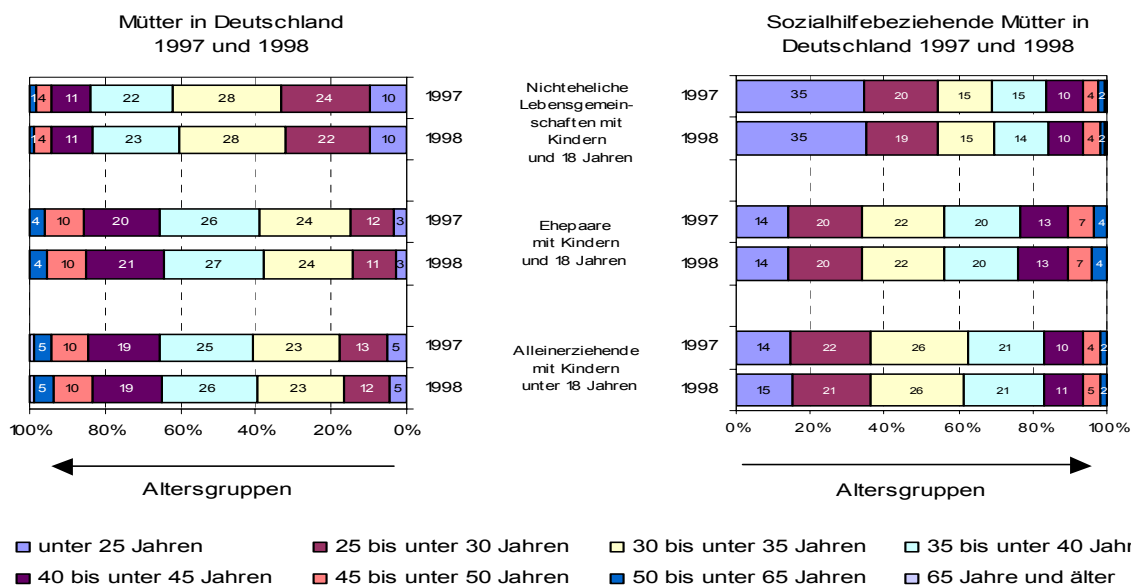 Mütter in Deutschland
1997 und 1998
Sozialhilfebeziehende Mütter in
Deutschland 1997 und 1998
1 4 11 22 28 24 10 1997
1 4 11 23 28 22 10 1998
Nichteheliche
Lebensgemein-
schaften mit
Kindern
und 18 Jahren
1997 35 20 15 15 10 4 2
1998 35 19 15 14 10 4 2
4 10 20 26 24 12 3 1997
4 10 21 27 24 11 3 1998
Ehepaare
mit Kindern
und 18 Jahren
1997 14 20 22 20 13 7 4
1998 14 20 22 20 13 7 4
5 10 19 25 23 13 5 1997
5 10 19 26 23 12 5 1998
Alleinerziehende
mit Kindern
unter 18 Jahren
1997 14 22 26 21 10 4 2
1998 15 21 26 21 11 5 2
100% 80% 60% 40% 20% 0%
0% 20% 40% 60% 80% 100%
Altersgruppen
Altersgruppen
unter 25 Jahren 25 bis unter 30 Jahren 30 bis unter 35 Jahren 35 bis unter 40 Jahr
40 bis unter 45 Jahren 45 bis unter 50 Jahren 50 bis unter 65 Jahren 65 Jahre und älter